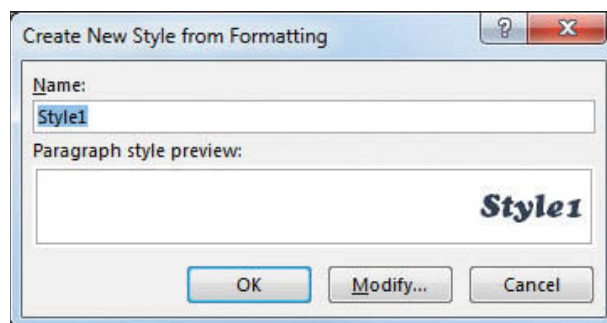 Create New Style from Formatting
?
X
Name:
Style1
Paragraph style preview:
Style1
OK Modify... Cancel